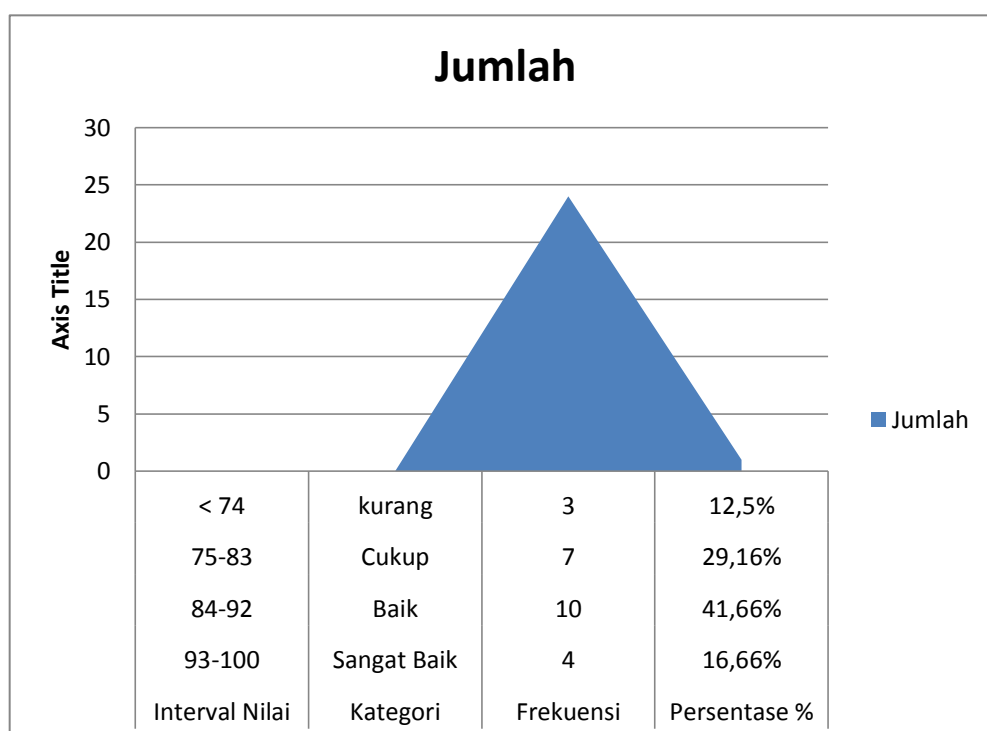 Jumlah
30
25
20
15
10
5
0
Axis Title
Jumlah
< 74 kurang 3 12,5%
75-83 Cukup 7 29,16%
84-92 Baik 10 41,66%
93-100 Sangat Baik 4 16,66%
Interval Nilai Kategori Frekuensi Persentase %